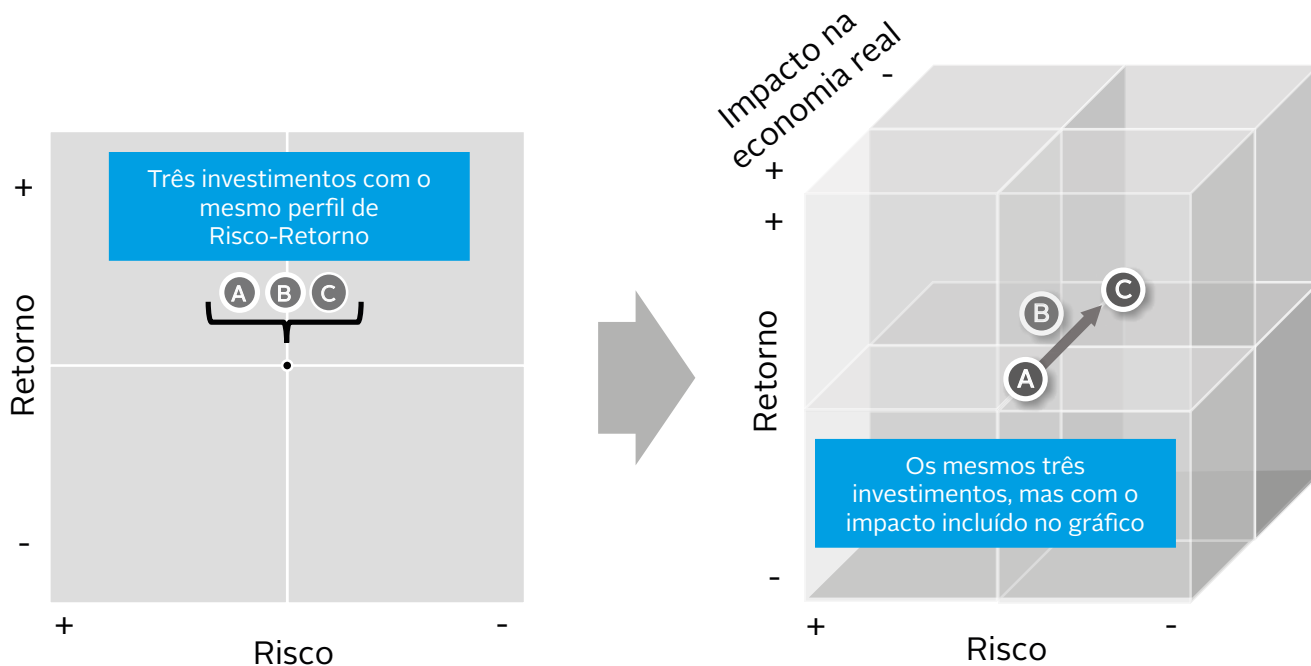 Três investimentos com o
mesmo perfil de
Risco-Retorno
A B C
+
Retorno
-
+
-
Risco
Impacto na
economia real
-
+
+
Retorno
-
C
B
A
Os mesmos três
investimentos, mas com o
impacto incluído no gráfico
+
-
Risco